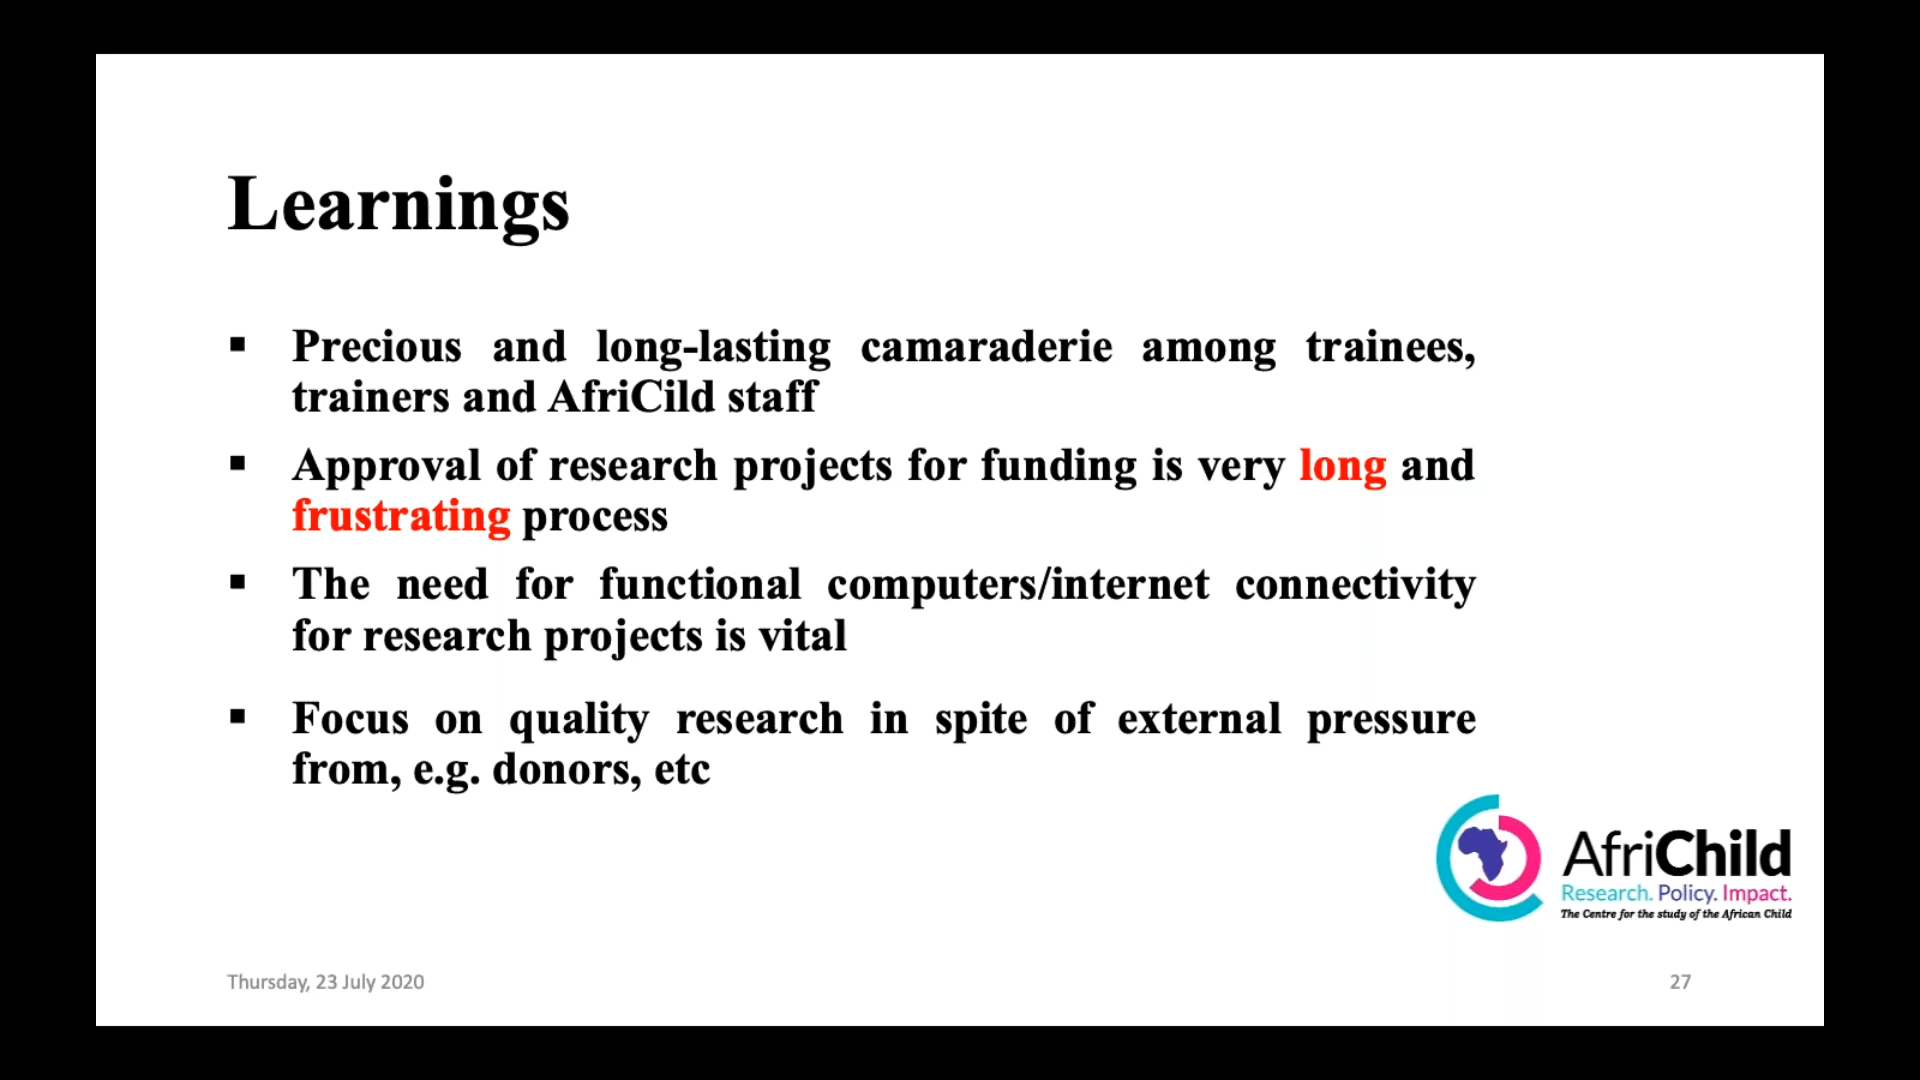 Learnings
▪ Precious and long-lasting camaraderie among trainees,
trainers and AfriCild staff
▪ Approval of research projects for funding is very long and
frustrating process
▪ The need for functional computers/internet connectivity
for research projects is vital
▪ Focus on quality research in spite of external pressure
from, e.g. donors, etc
AfriChild
Research. Policy. Impact.
The Centre for the study of the African Child
Thursday, 23 July 2020
27